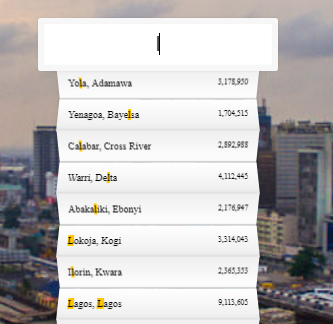 l
Yola, Adamawa 3,178,950
Yenagoa, Bayelsa 1,704,515
Calabar, Cross River 2,892,988
Warri, Delta 4,112,445
Abakaliki, Ebonyi 2,176,947
Lokoja, Kogi 3,314,043
Ilorin, Kwara 2,365,353
Lagos, Lagos 9,113,605